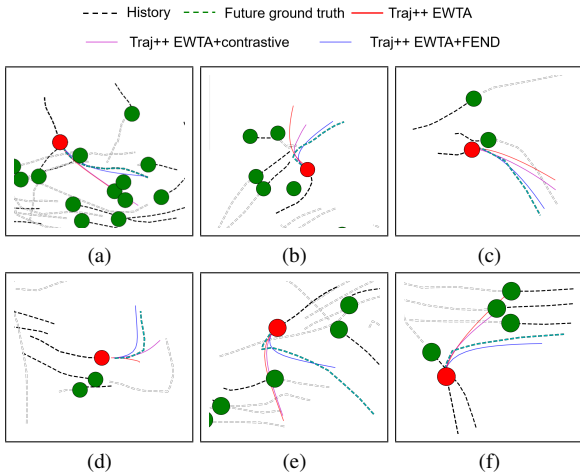 History Future ground truth Traj++ EWTA
Traj++ EWTA+contrastive Traj++ EWTA+FEND
(a) (b) (c)
(d) (e) (f)